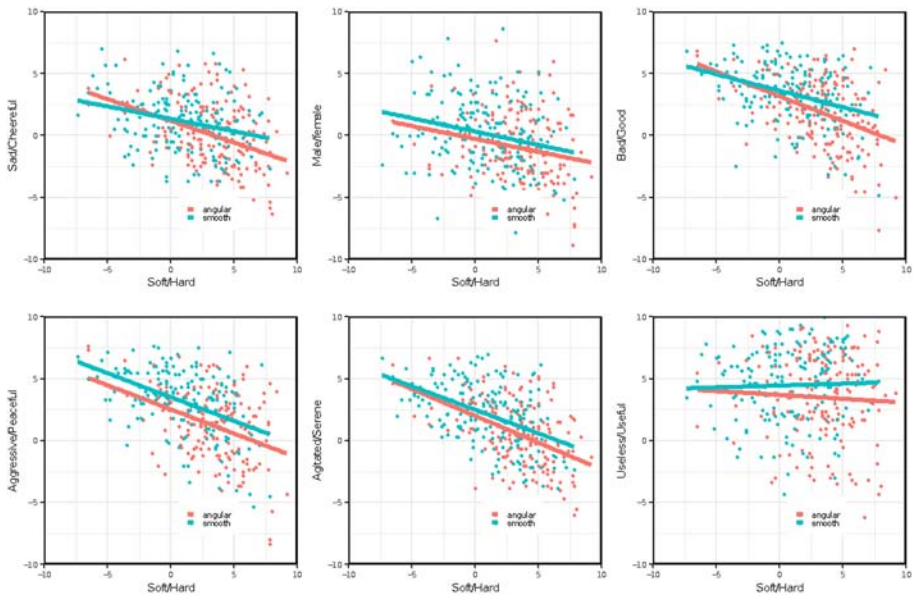 10
5
0
−5
−10
Sad/Cheerful
angular
smooth
−10 −5 0 5 10
Soft/Hard
10
5
0
−5
−10
Male/female
angular
smooth
−10 −5 0 5 10
Soft/Hard
10
5
0
−5
−10
Bad/Good
angular
smooth
−10 −5 0 5 10
Soft/Hard
10
5
0
−5
−10
Aggressive/Peaceful
angular
smooth
−10 −5 0 5 10
Soft/Hard
10
5
0
−5
−10
Agitated/Serene
angular
smooth
−10 −5 0 5 10
Soft/Hard
10
5
0
−5
−10
Useless/Useful
angular
smooth
−10 −5 0 5 10
Soft/Hard